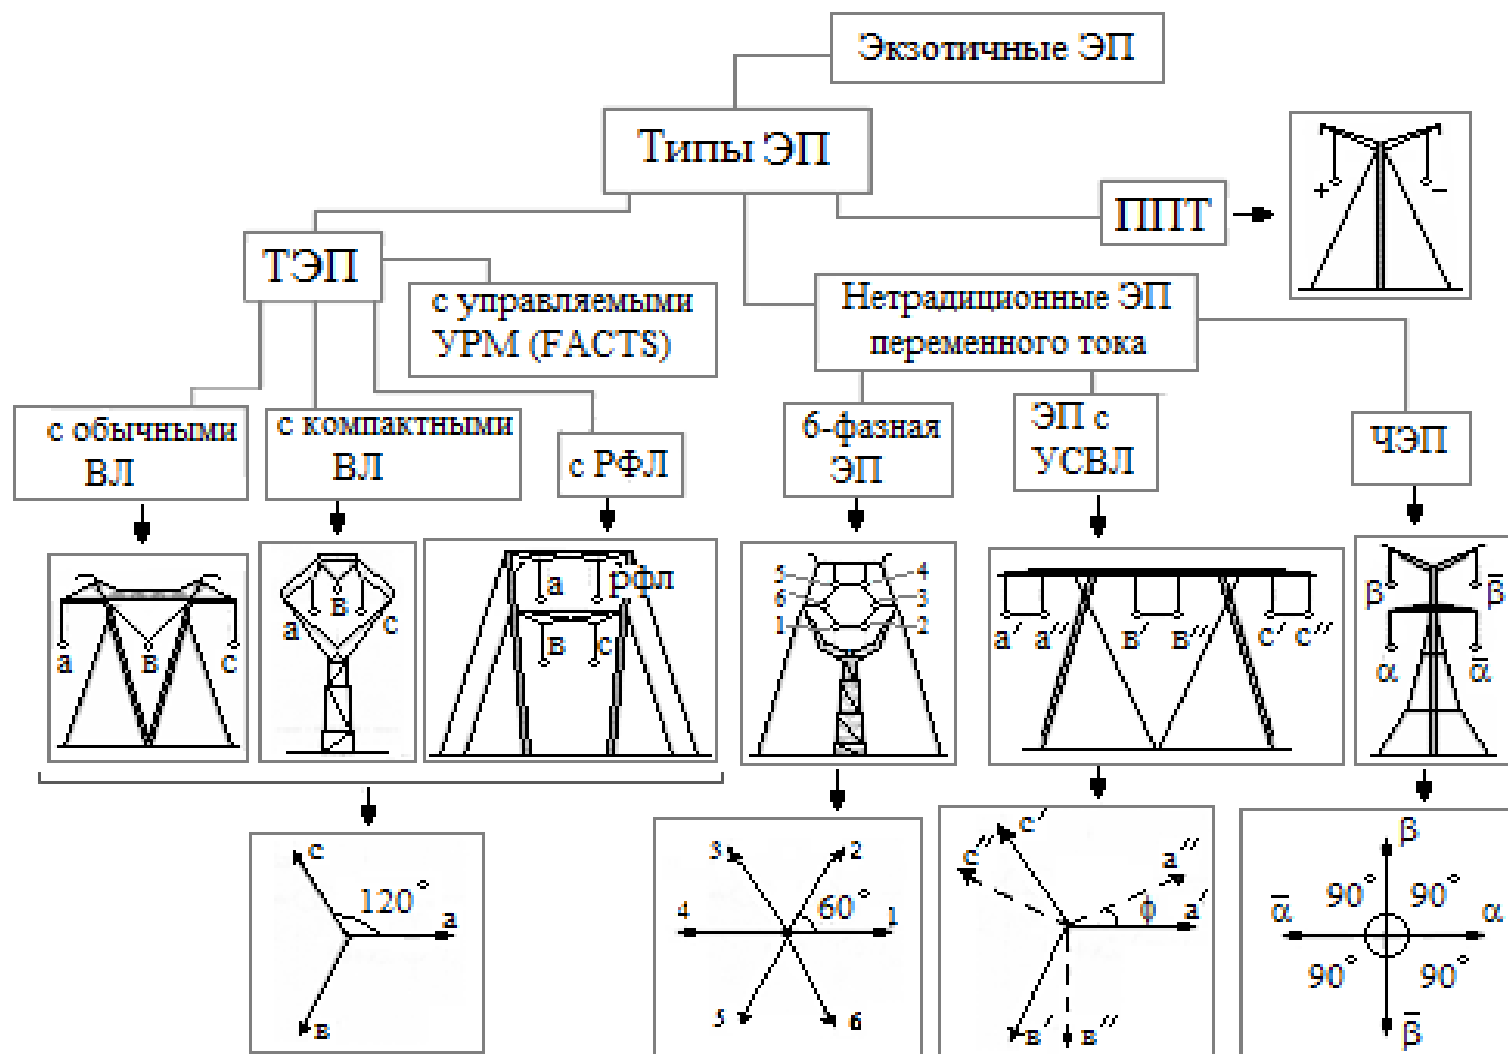 Экзотичные ЭП
Типы ЭП
ППТ
+ −
ТЭП
с управляемыми
УРМ (FACTS)
Нетрадиционные ЭП
переменного тока
с обычными
ВЛ
с компактными
ВЛ
с РФЛ
6-фазная
ЭП
ЭП с
УСВЛ
ЧЭП
а в с
а в с
а рфл
в с
5 4
6 3
1 2
а′ а″ в′ в″ с′ с″
β β̅
α α̅
с
120°
а
в
3 2
4 60° 1
5 6
с′
с″ а″
ϕ а′
в′ в″
β
90° 90°
α̅ α
90° 90°
β̅